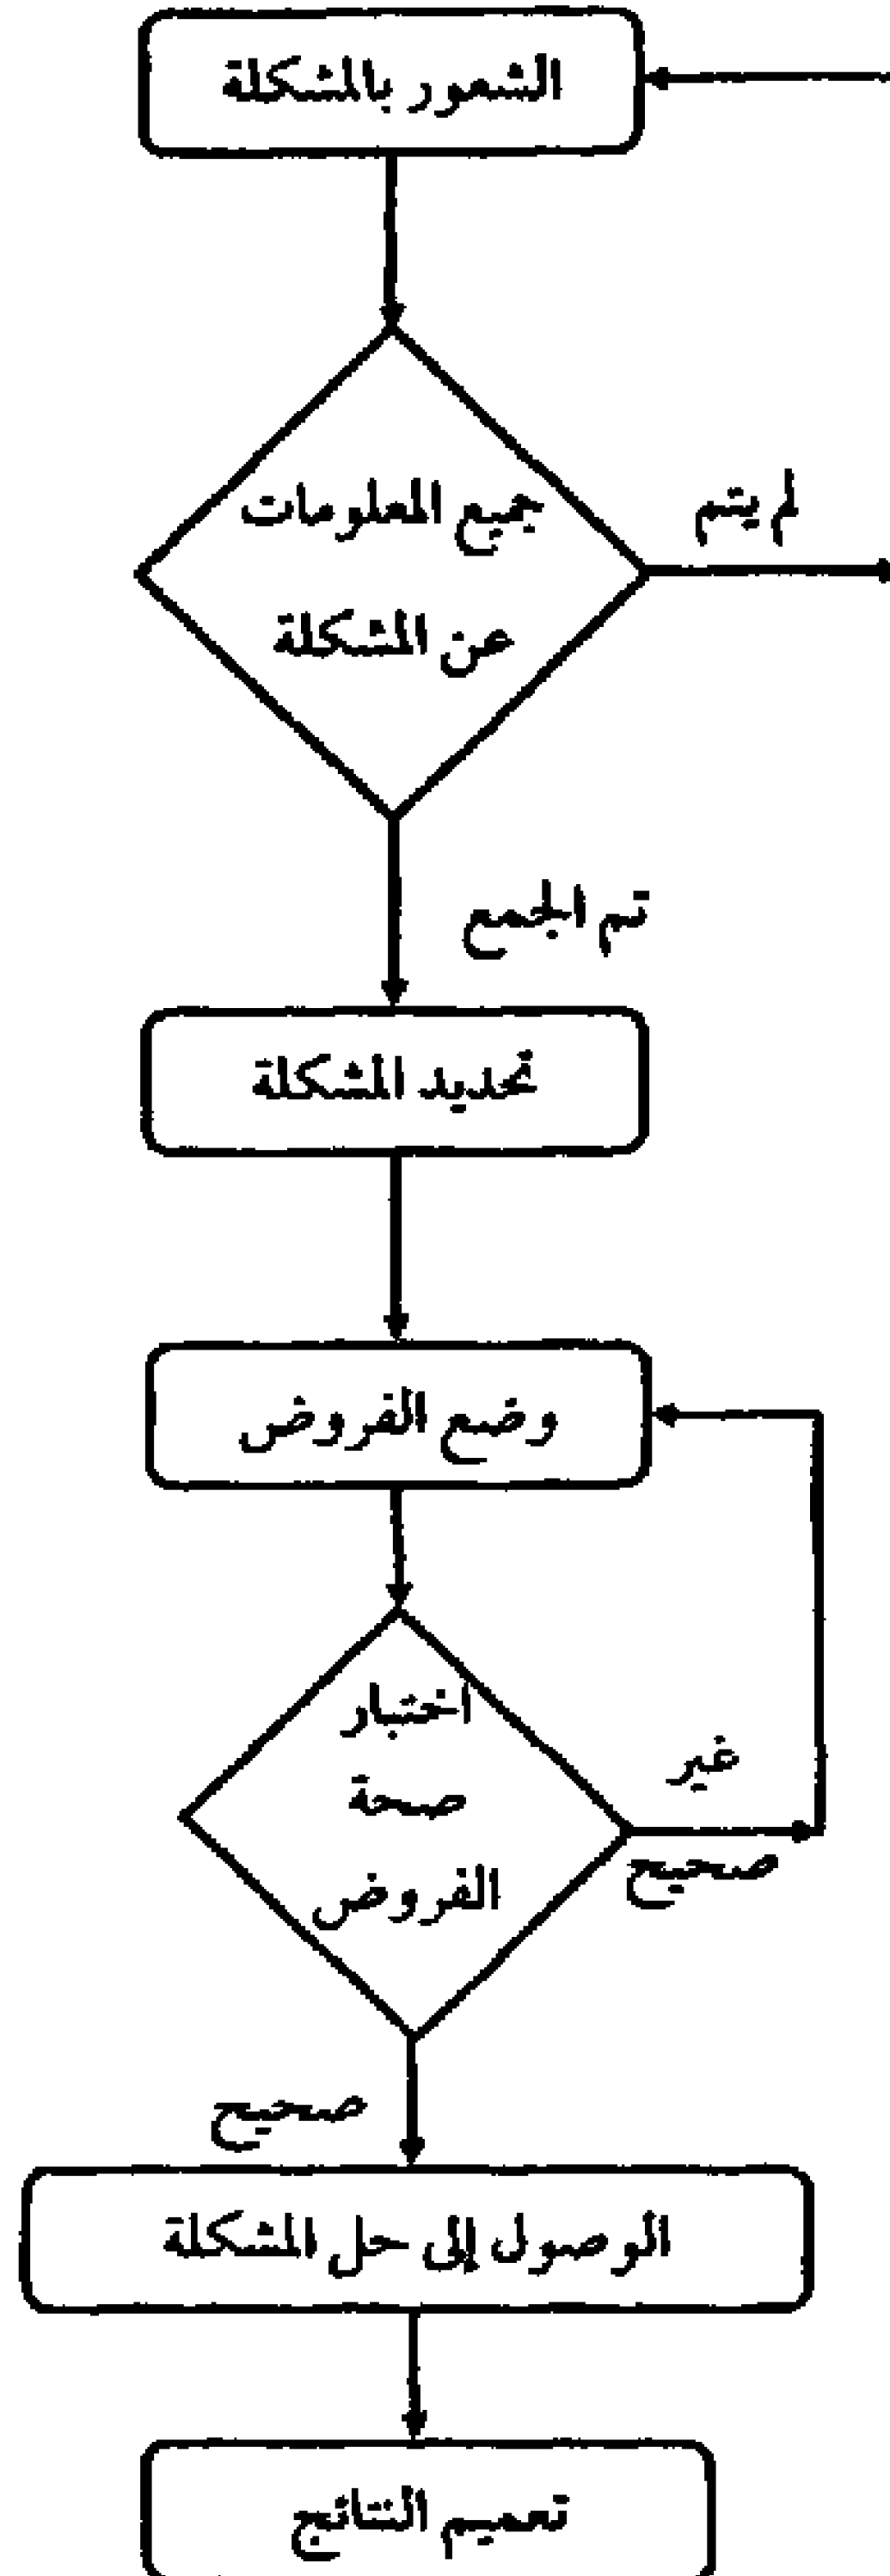 الشعور بالمشكلة
جميع المعلومات
عن المشكلة
لم يتم
تم الجمع
تحديد المشكلة
وضع الفروض
اختبار
صحة
الفروض
غير
صحيح
صحيح
الوصول إلى حل المشكلة
تعميم النتائج